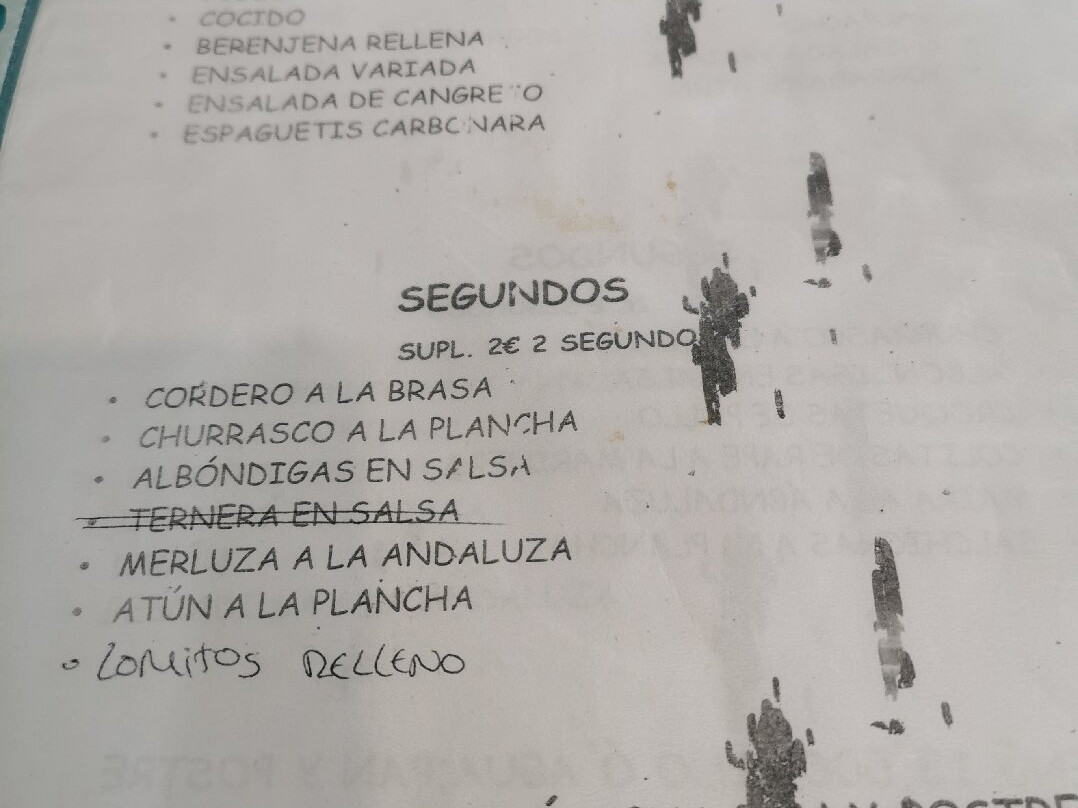 COCIDO
BERENJENA RELLENA
ENSALADA VARIADA
ENSALADA DE CANGREJO
ESPAGUETIS CARBONARA
SEGUNDOS
SUPL. 2€ 2 SEGUNDO
CORDERO A LA BRASA
CHURRASCO A LA PLANCHA
ALBÓNDIGAS EN SALSA
TERNERA EN SALSA
MERLUZA A LA ANDALUZA
ATÚN A LA PLANCHA
LOMITOS RELLENO